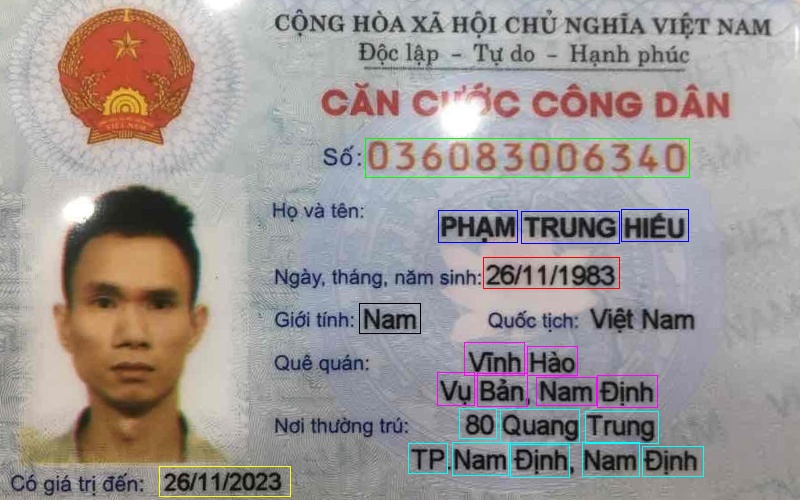 CỘNG HÒA XÃ HỘI CHỦ NGHĨA VIỆT NAM
Độc lập - Tự do - Hạnh phúc
CĂN CƯỚC CÔNG DÂN
Số: 036083006340
Họ và tên:
PHẠM TRUNG HIẾU
Ngày, tháng, năm sinh: 26/11/1983
Giới tính: Nam Quốc tịch: Việt Nam
Quê quán: Vĩnh Hào
Vụ Bản, Nam Định
Nơi thường trú: 80 Quang Trung
TP.Nam Định, Nam Định
Có giá trị đến: 26/11/2023